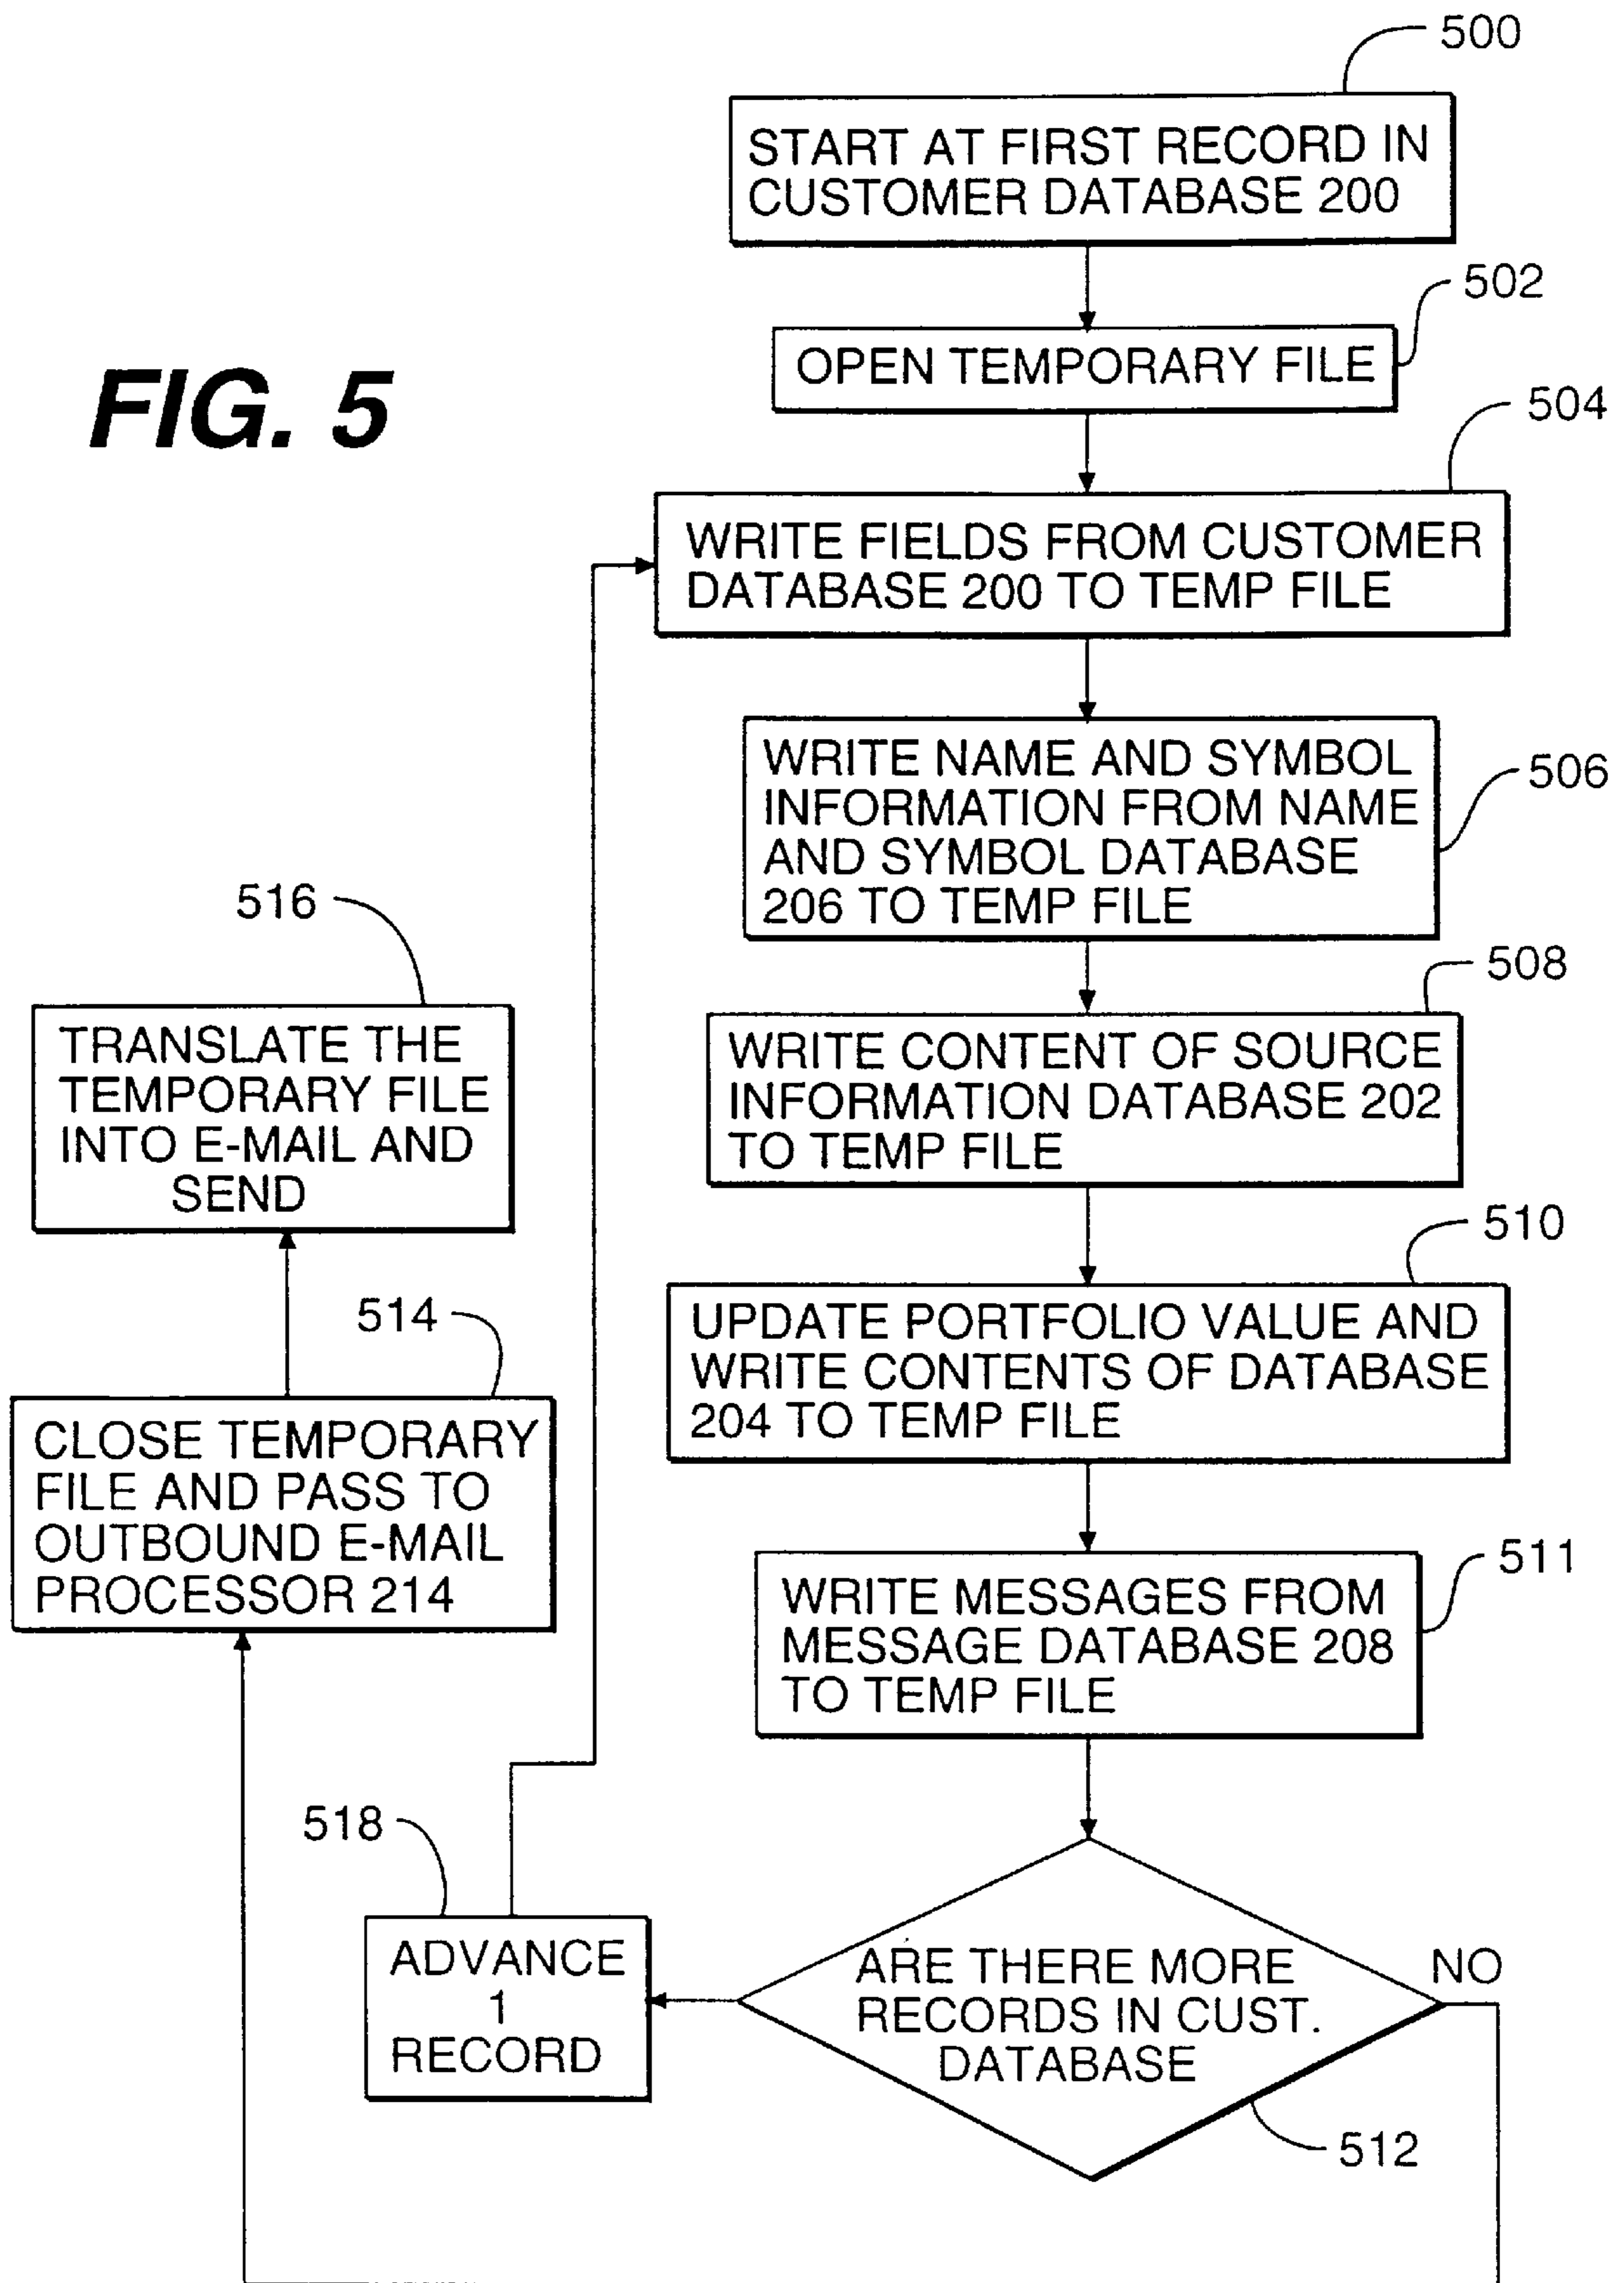 500
START AT FIRST RECORD IN
CUSTOMER DATABASE 200
502
OPEN TEMPORARY FILE
FIG. 5
504
WRITE FIELDS FROM CUSTOMER
DATABASE 200 TO TEMP FILE
506
WRITE NAME AND SYMBOL
INFORMATION FROM NAME
AND SYMBOL DATABASE
206 TO TEMP FILE
508
WRITE CONTENT OF SOURCE
INFORMATION DATABASE 202
TO TEMP FILE
510
UPDATE PORTFOLIO VALUE AND
WRITE CONTENTS OF DATABASE
204 TO TEMP FILE
511
WRITE MESSAGES FROM
MESSAGE DATABASE 208
TO TEMP FILE
ARE THERE MORE
RECORDS IN CUST.
DATABASE
NO
512
518
ADVANCE
1
RECORD
514
CLOSE TEMPORARY
FILE AND PASS TO
OUTBOUND E-MAIL
PROCESSOR 214
516
TRANSLATE THE
TEMPORARY FILE
INTO E-MAIL AND
SEND